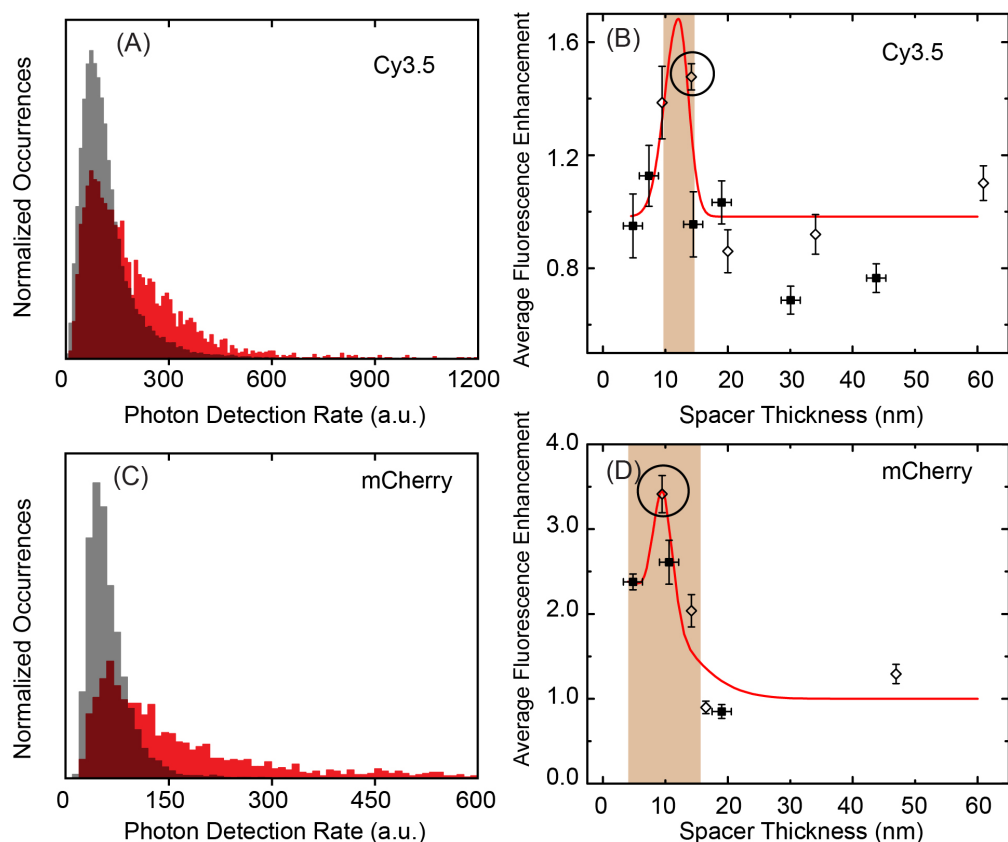 (A)
Cy3.5
Normalized Occurrences
0 300 600 900 1200
Photon Detection Rate (a.u.)
(B)
Cy3.5
Average Fluorescence Enhancement
1.6
1.2
0.8
0 10 20 30 40 50 60
Spacer Thickness (nm)
(C)
mCherry
Normalized Occurrences
0 150 300 450 600
Photon Detection Rate (a.u.)
(D)
mCherry
Average Fluorescence Enhancement
4.0
3.0
2.0
1.0
0.0
0 10 20 30 40 50 60
Spacer Thickness (nm)